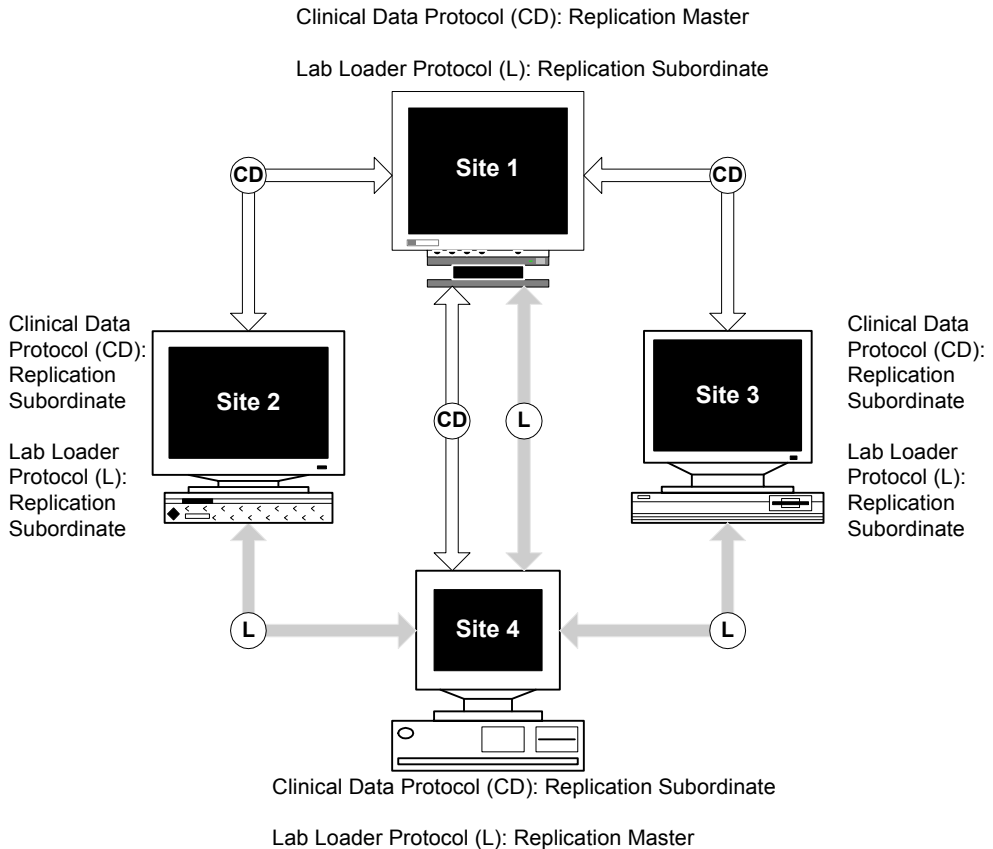 Clinical Data Protocol (CD): Replication Master
Lab Loader Protocol (L): Replication Subordinate
Site 1
CD
CD
Clinical Data
Protocol (CD):
Replication
Subordinate
Lab Loader
Protocol (L):
Replication
Subordinate
Site 2
CD
L
Site 3
Clinical Data
Protocol (CD):
Replication
Subordinate
Lab Loader
Protocol (L):
Replication
Subordinate
L
Site 4
L
Clinical Data Protocol (CD): Replication Subordinate
Lab Loader Protocol (L): Replication Master